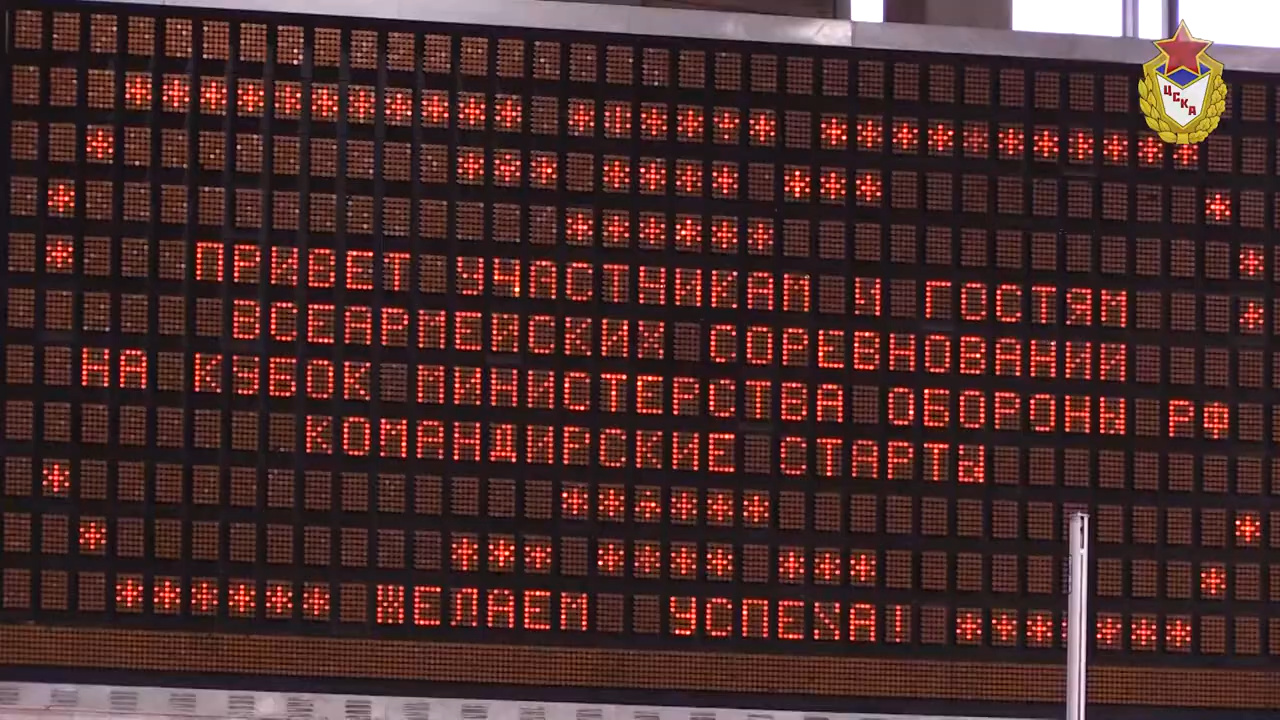 ЦСКА
ПРИВЕТ УЧАСТНИКАМ И ГОСТЯМ
ВСЕАРМЕЙСКИХ СОРЕВНОВАНИЙ
НА КУБОК МИНИСТЕРСТВА ОБОРОНЫ РФ
КОМАНДИРСКИЕ СТАРТЫ
ЖЕЛАЕМ УСПЕХА!